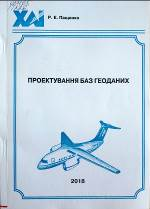 ХАІ
Р. Е. Пащенко
ПРОЕКТУВАННЯ БАЗ ГЕОДАНИХ
2018